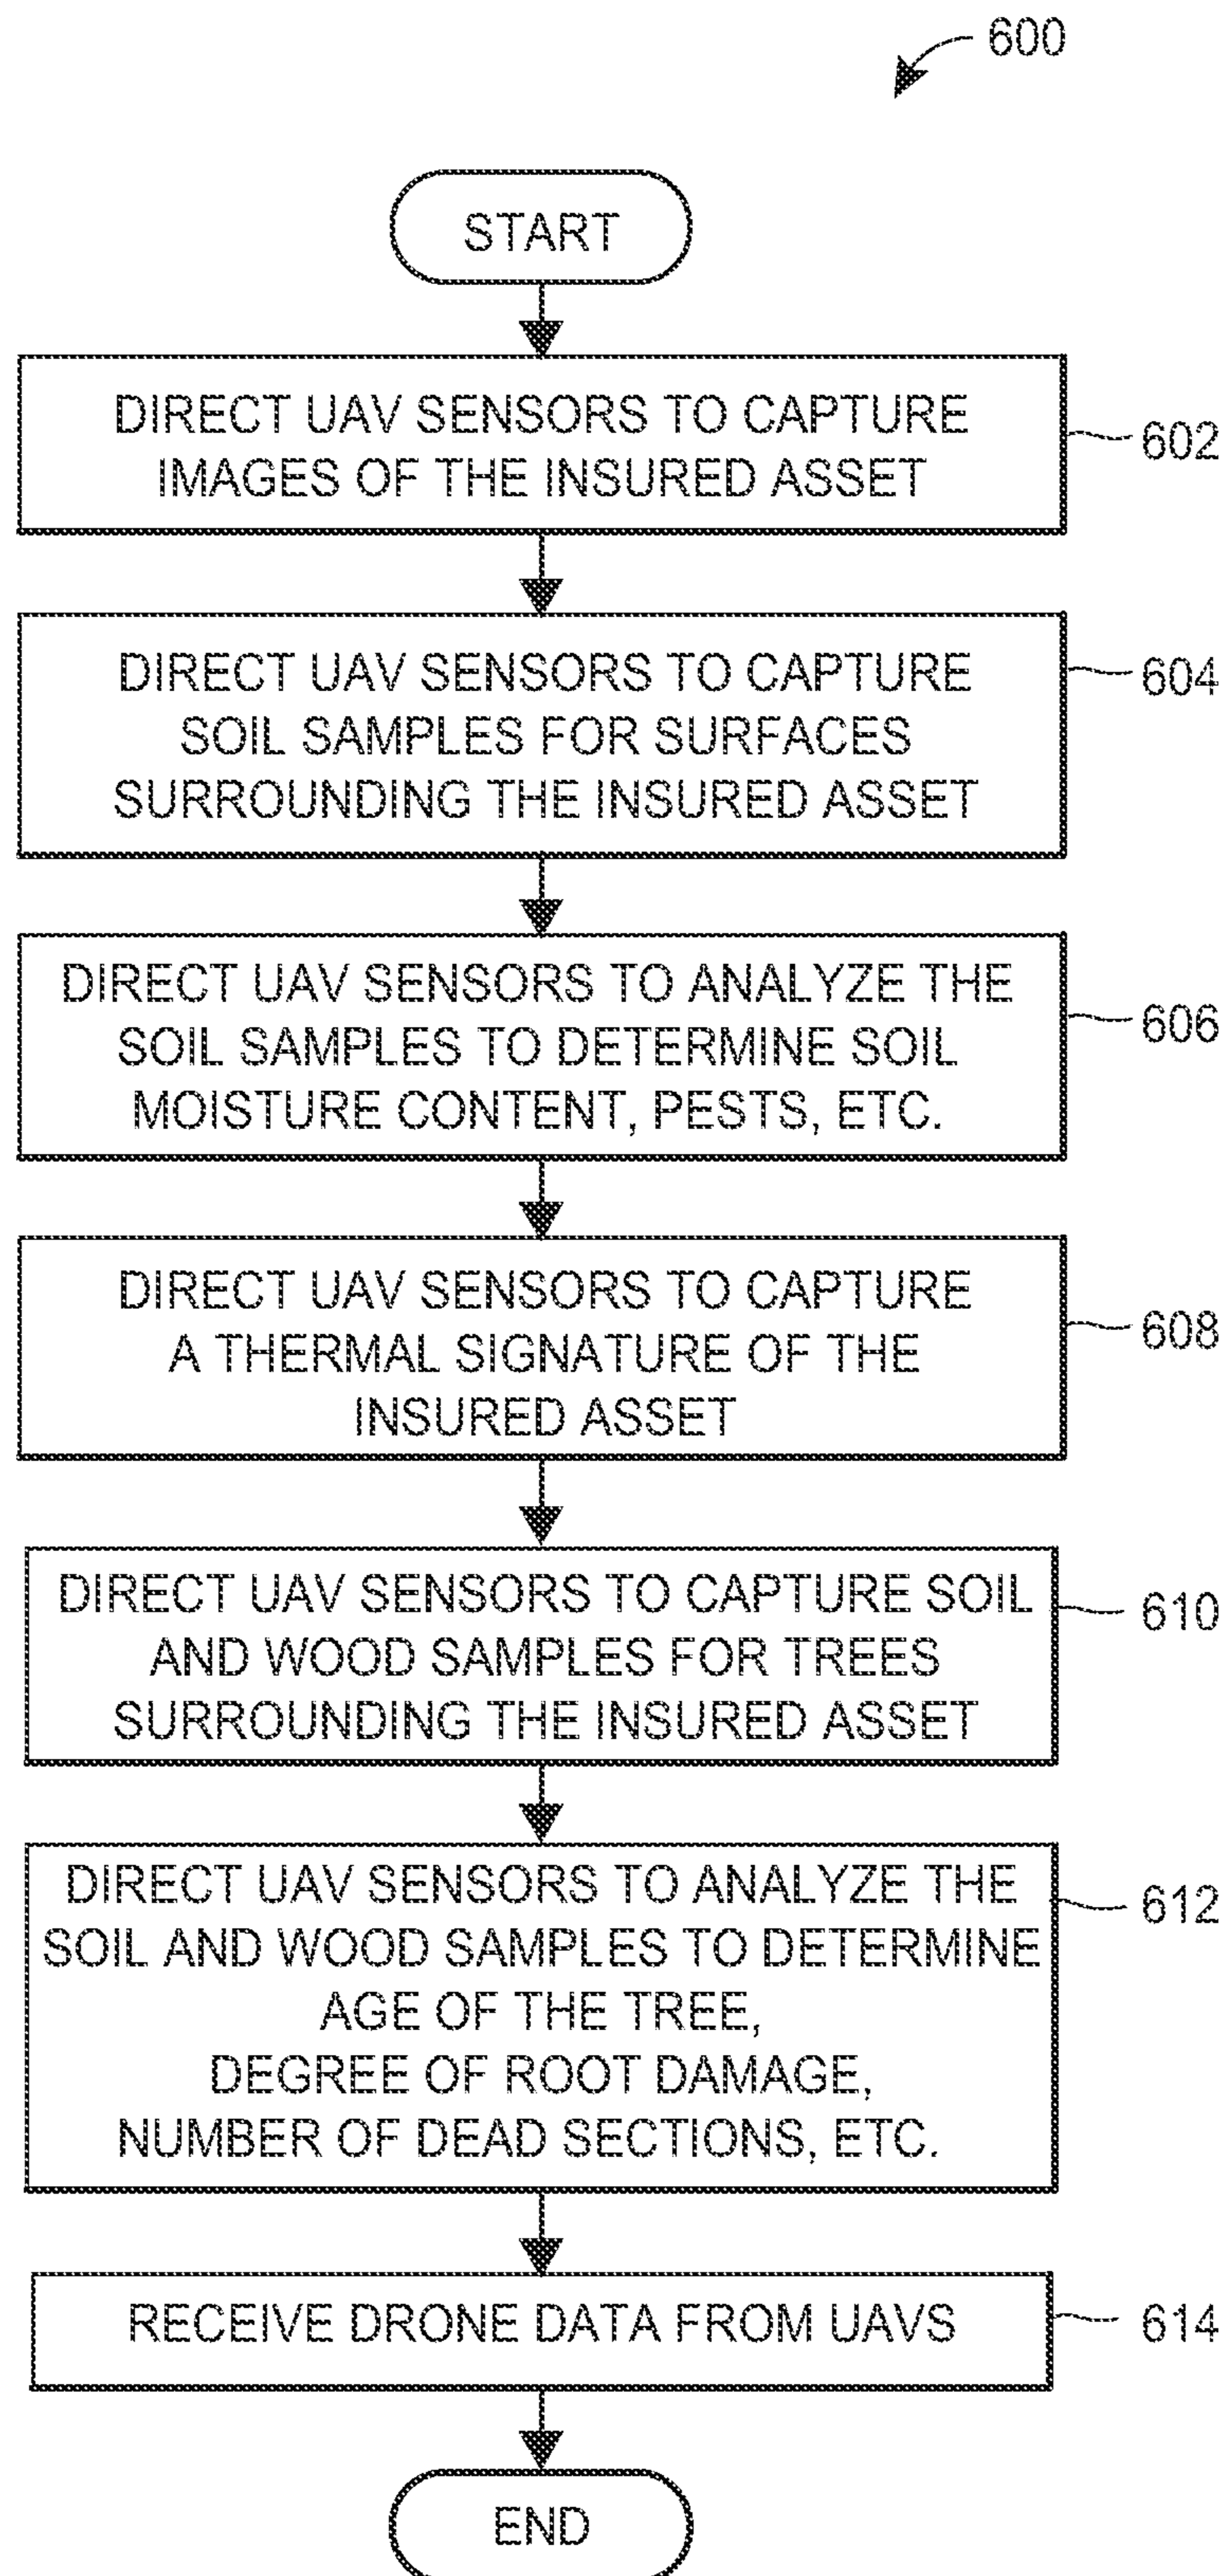 600
START
DIRECT UAV SENSORS TO CAPTURE
IMAGES OF THE INSURED ASSET
602
DIRECT UAV SENSORS TO CAPTURE
SOIL SAMPLES FOR SURFACES
SURROUNDING THE INSURED ASSET
604
DIRECT UAV SENSORS TO ANALYZE THE
SOIL SAMPLES TO DETERMINE SOIL
MOISTURE CONTENT, PESTS, ETC.
606
DIRECT UAV SENSORS TO CAPTURE
A THERMAL SIGNATURE OF THE
INSURED ASSET
608
DIRECT UAV SENSORS TO CAPTURE SOIL
AND WOOD SAMPLES FOR TREES
SURROUNDING THE INSURED ASSET
610
DIRECT UAV SENSORS TO ANALYZE THE
SOIL AND WOOD SAMPLES TO DETERMINE
AGE OF THE TREE,
DEGREE OF ROOT DAMAGE,
NUMBER OF DEAD SECTIONS, ETC.
612
RECEIVE DRONE DATA FROM UAVS
614
END